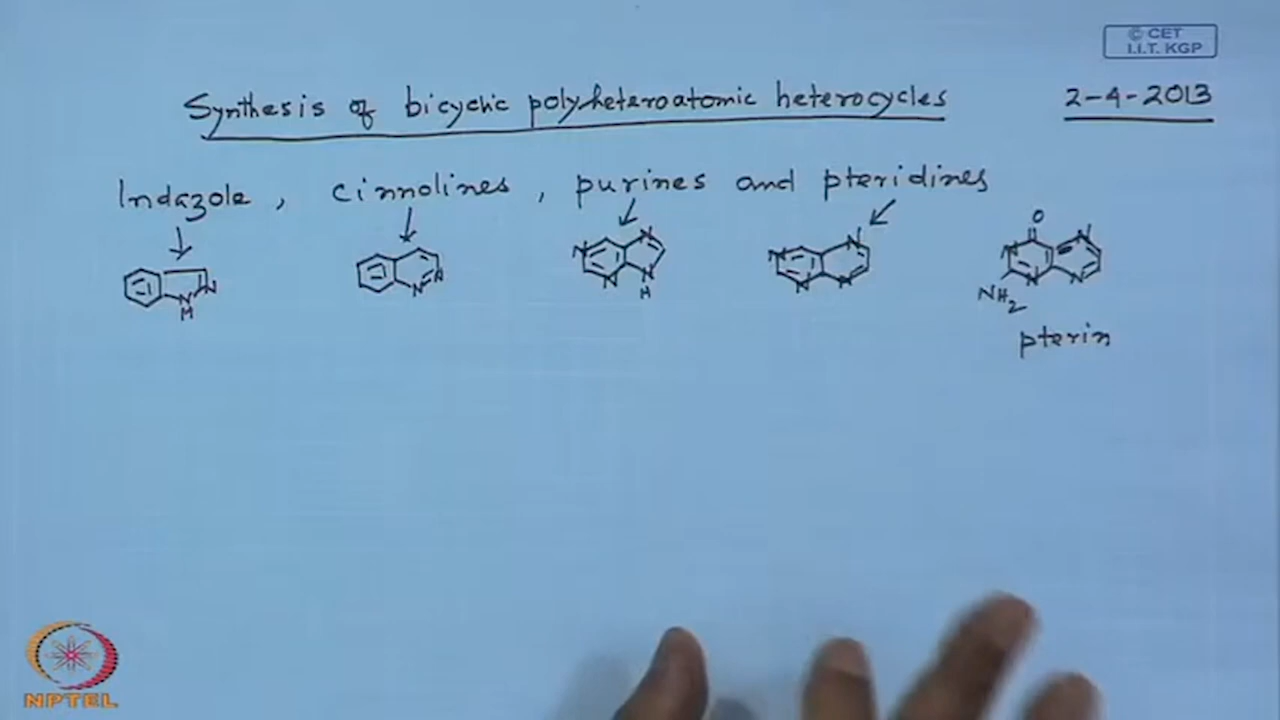 © CET
I.I.T. KGP
Synthesis of bicyclic polyheteroatomic heterocycles 2-4-2013
Indazole, cinnolines, purines and pteridines
N N H
N N
N N N N H
N N N N
O N N N N NH2
pterin
NPTEL